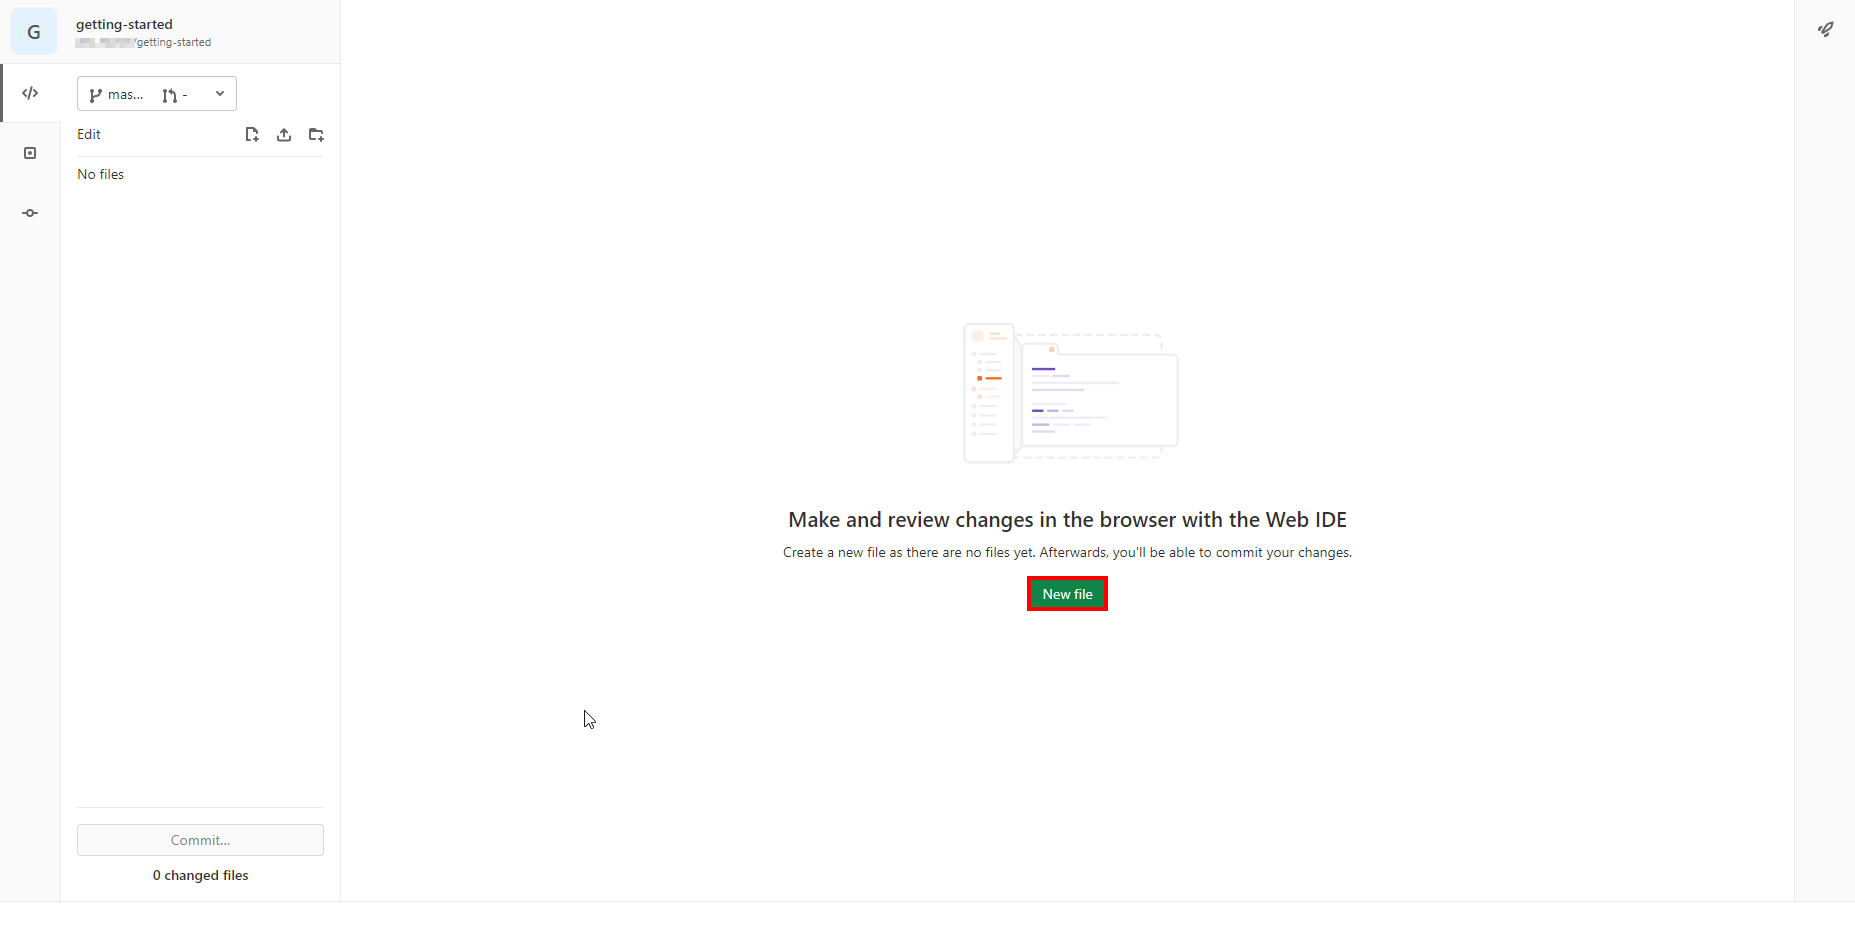 G
getting-started
/getting-started
mas...
-
Edit
No files
Make and review changes in the browser with the Web IDE
Create a new file as there are no files yet. Afterwards, you'll be able to commit your changes.
New file
Commit...
0 changed files